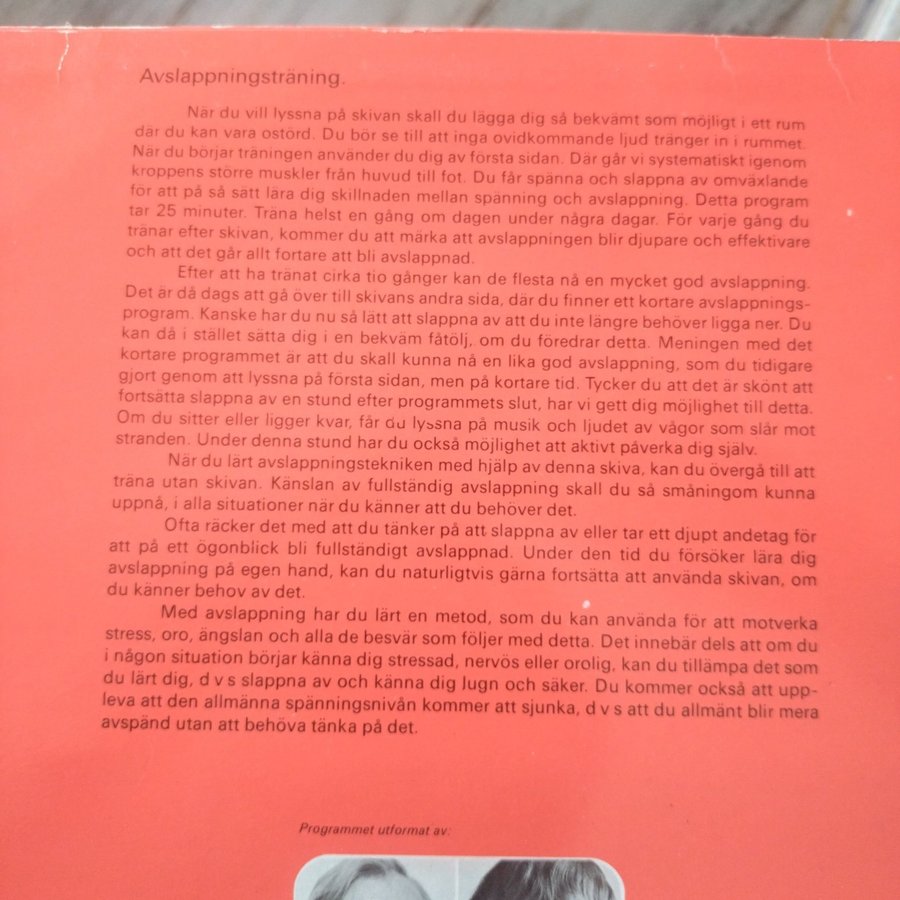 Avslappningsträning.
När du vill lyssna på skivan skall du lägga dig så bekvämt som möjligt i ett rum
där du kan vara ostörd. Du bör se till att inga ovidkommande ljud tränger in i rummet.
När du börjar träningen använder du dig av första sidan. Där går vi systematiskt igenom
kroppens större muskler från huvud till fot. Du får spänna och slappna av omväxlande
för att på så sätt lära dig skillnaden mellan spänning och avslappning. Detta program
tar 25 minuter. Träna helst en gång om dagen under några dagar. För varje gång du
tränar efter skivan, kommer du att märka att avslappningen blir djupare och effektivare
och att det går allt fortare att bli avslappnad.
Efter att ha tränat cirka tio gånger kan de flesta nå en mycket god avslappning.
Det är då dags att gå över till skivans andra sida, där du finner ett kortare avslappnings-
program. Kanske har du nu så lätt att slappna av att du inte längre behöver ligga ner. Du
kan då i stället sätta dig i en bekväm fåtölj, om du föredrar detta. Meningen med det
kortare programmet är att du skall kunna nå en lika god avslappning, som du tidigare
gjort genom att lyssna på första sidan, men på kortare tid. Tycker du att det är skönt att
fortsätta slappna av en stund efter programmets slut, har vi gett dig möjlighet till detta.
Om du sitter eller ligger kvar, får du lyssna på musik och ljudet av vågor som slår mot
stranden. Under denna stund har du också möjlighet att aktivt påverka dig själv.
När du lärt avslappningstekniken med hjälp av denna skiva, kan du övergå till att
träna utan skivan. Känslan av fullständig avslappning skall du så småningom kunna
uppnå, i alla situationer när du känner att du behöver det.
Ofta räcker det med att du tänker på att slappna av eller tar ett djupt andetag för
att på ett ögonblick bli fullständigt avslappnad. Under den tid du försöker lära dig
avslappning på egen hand, kan du naturligtvis gärna fortsätta att använda skivan, om
du känner behov av det.
Med avslappning har du lärt en metod, som du kan använda för att motverka
stress, oro, ängslan och alla de besvär som följer med detta. Det innebär dels att om du
i någon situation börjar känna dig stressad, nervös eller orolig, kan du tillämpa det som
du lärt dig, d v s slappna av och känna dig lugn och säker. Du kommer också att upp-
leva att den allmänna spänningsnivån kommer att sjunka, d v s att du allmänt blir mera
avspänd utan att behöva tänka på det.
Programmet utformat av: